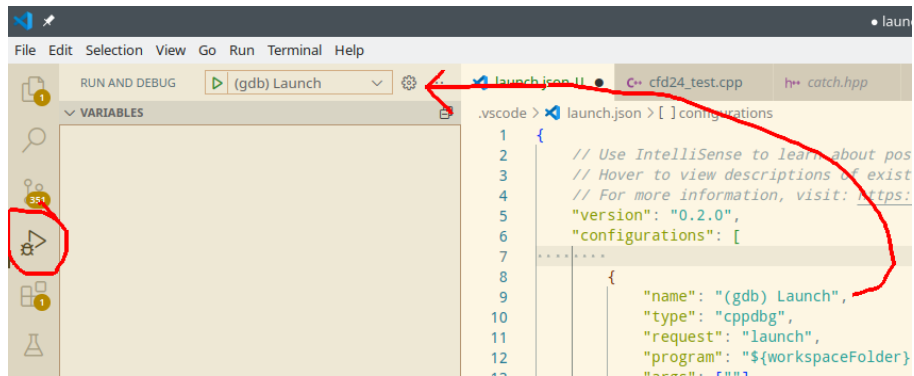 ● laun
File Edit Selection View Go Run Terminal Help
RUN AND DEBUG (gdb) Launch launch.json U ● cfd24_test.cpp catch.hpp
VARIABLES .vscode > launch.json > [ ] configurations
1 {
2 // Use IntelliSense to learn about pos
3 // Hover to view descriptions of exist
4 // For more information, visit: https:
5 "version": "0.2.0",
6 "configurations": [
7
8 {
9 "name": "(gdb) Launch",
10 "type": "cppdbg",
11 "request": "launch",
12 "program": "${workspaceFolder}
"args": [""]
1
351
1